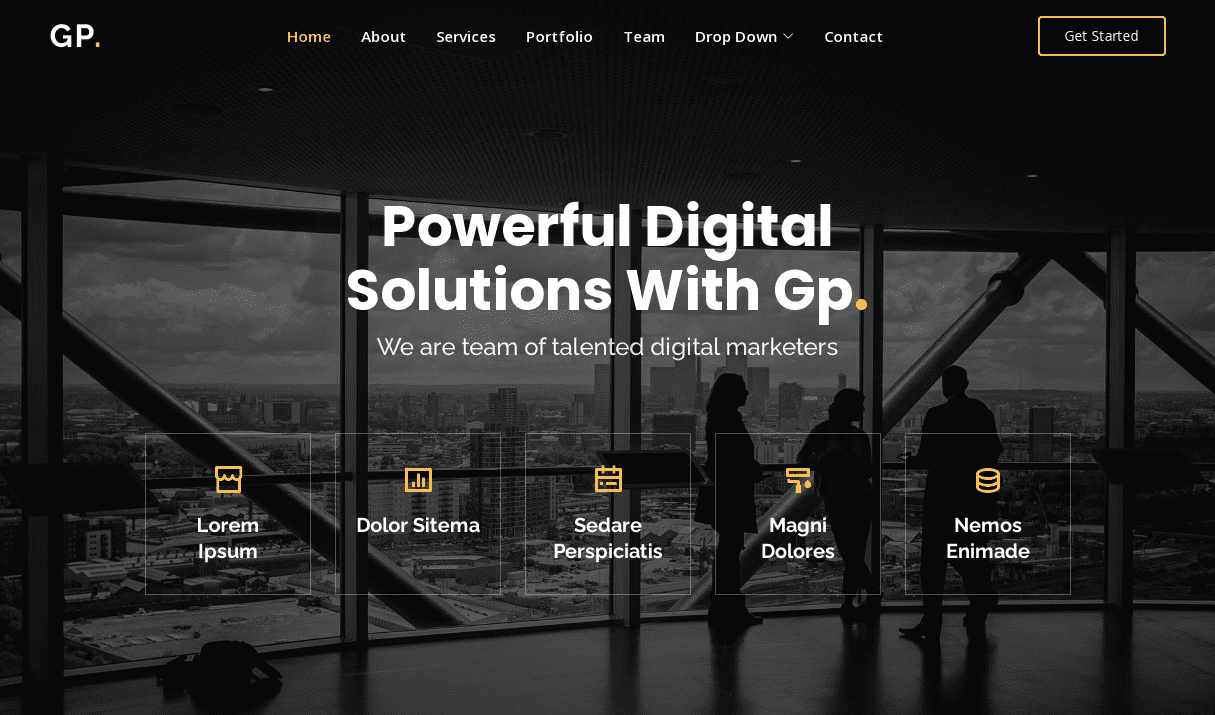 GP.
Home About Services Portfolio Team Drop Down Contact
Get Started
Powerful Digital
Solutions With Gp.
We are team of talented digital marketers
Lorem
Ipsum
Dolor Sitema
Sedare
Perspiciatis
Magni
Dolores
Nemos
Enimade